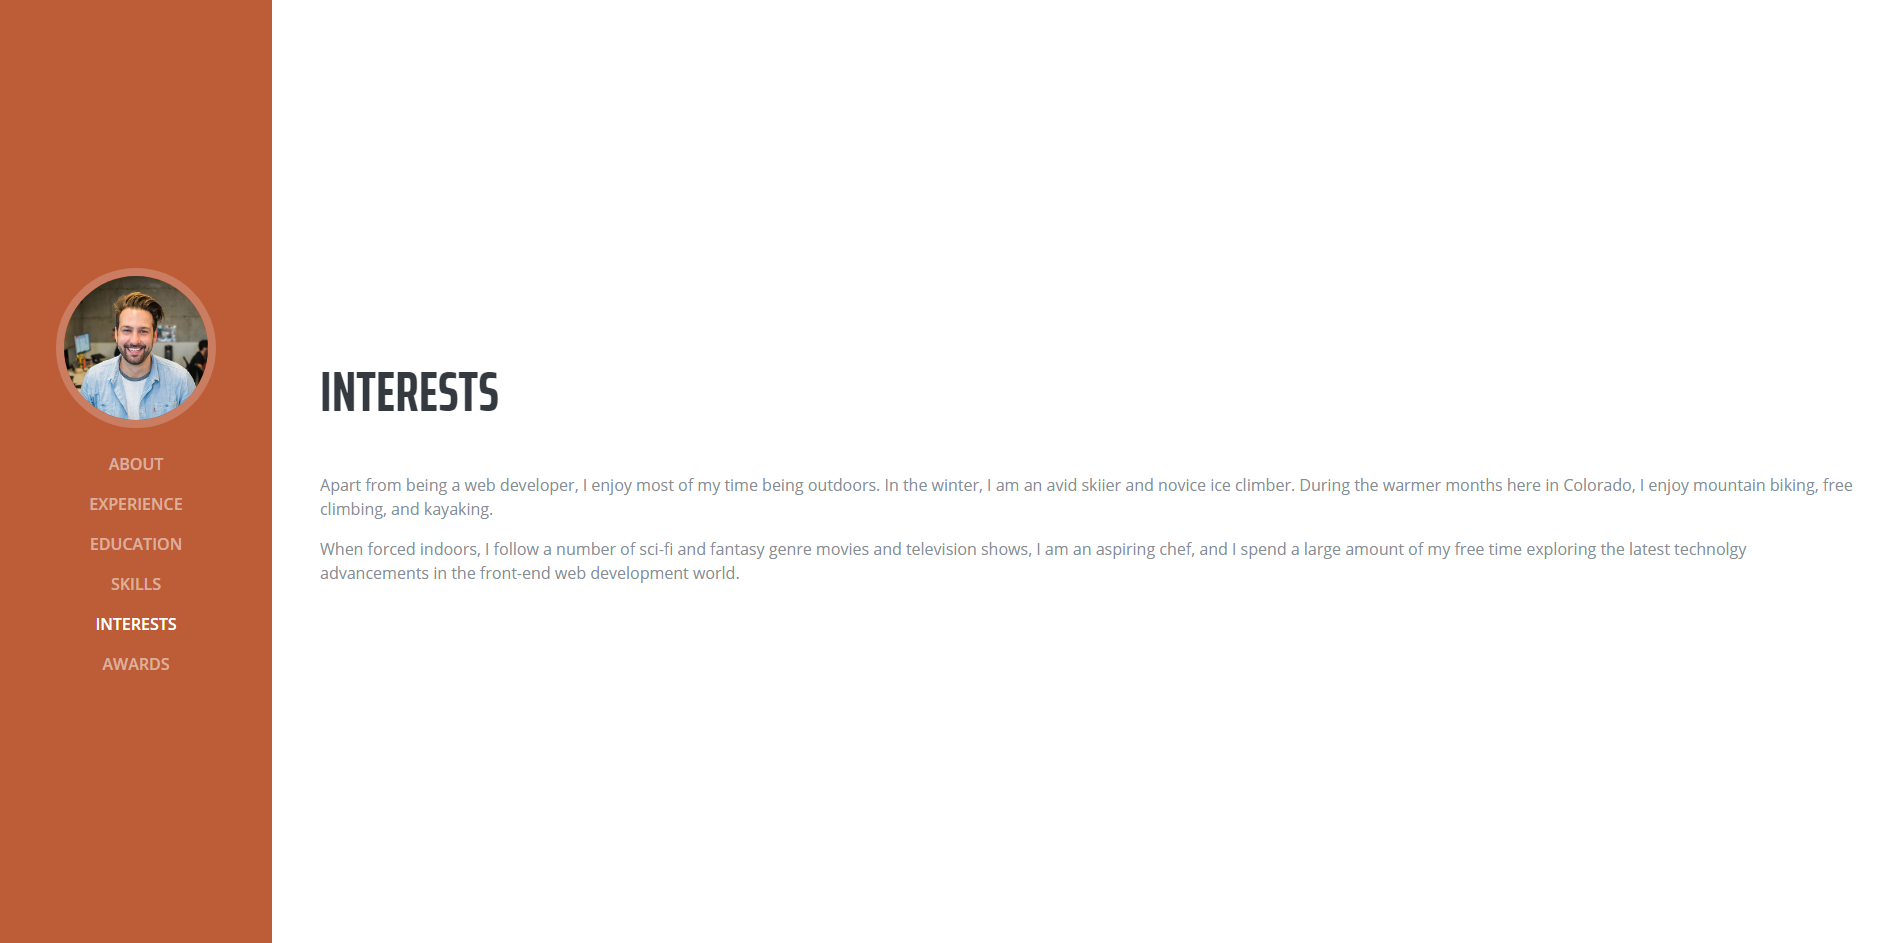 ABOUT
EXPERIENCE
EDUCATION
SKILLS
INTERESTS
AWARDS
INTERESTS
Apart from being a web developer, I enjoy most of my time being outdoors. In the winter, I am an avid skiier and novice ice climber. During the warmer months here in Colorado, I enjoy mountain biking, free
climbing, and kayaking.
When forced indoors, I follow a number of sci-fi and fantasy genre movies and television shows, I am an aspiring chef, and I spend a large amount of my free time exploring the latest technolgy
advancements in the front-end web development world.